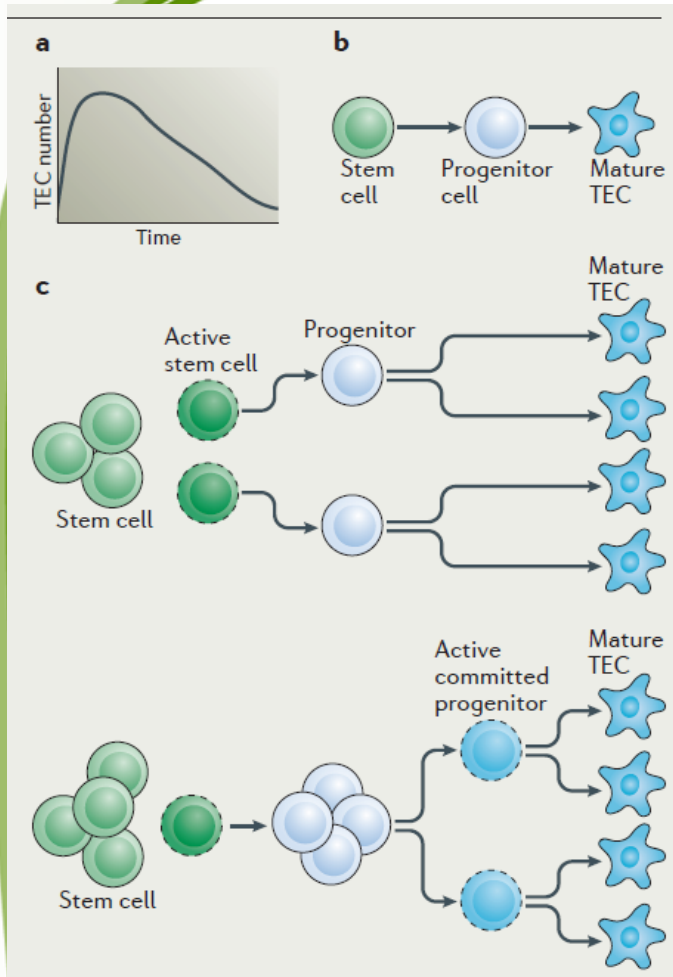 a
TEC number
Time
b
Stem
cell
Progenitor
cell
Mature
TEC
c
Active
stem cell
Progenitor
Mature
TEC
Stem cell
Active
committed
progenitor
Mature
TEC
Stem cell